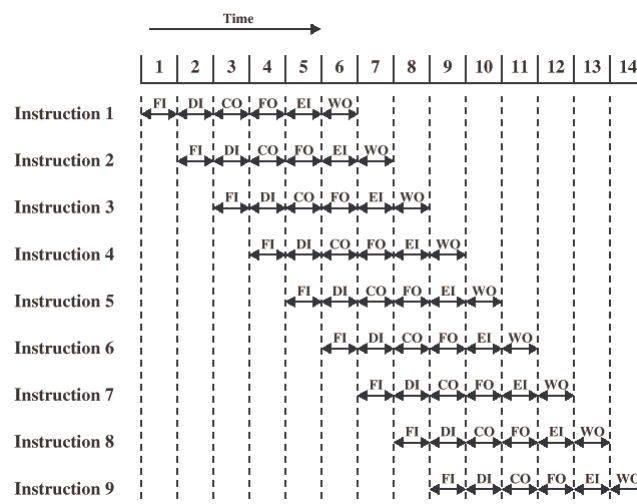 Time
1 2 3 4 5 6 7 8 9 10 11 12 13 14
Instruction 1 FI DI CO FO EI WO
Instruction 2 FI DI CO FO EI WO
Instruction 3 FI DI CO FO EI WO
Instruction 4 FI DI CO FO EI WO
Instruction 5 FI DI CO FO EI WO
Instruction 6 FI DI CO FO EI WO
Instruction 7 FI DI CO FO EI WO
Instruction 8 FI DI CO FO EI WO
Instruction 9 FI DI CO FO EI WO